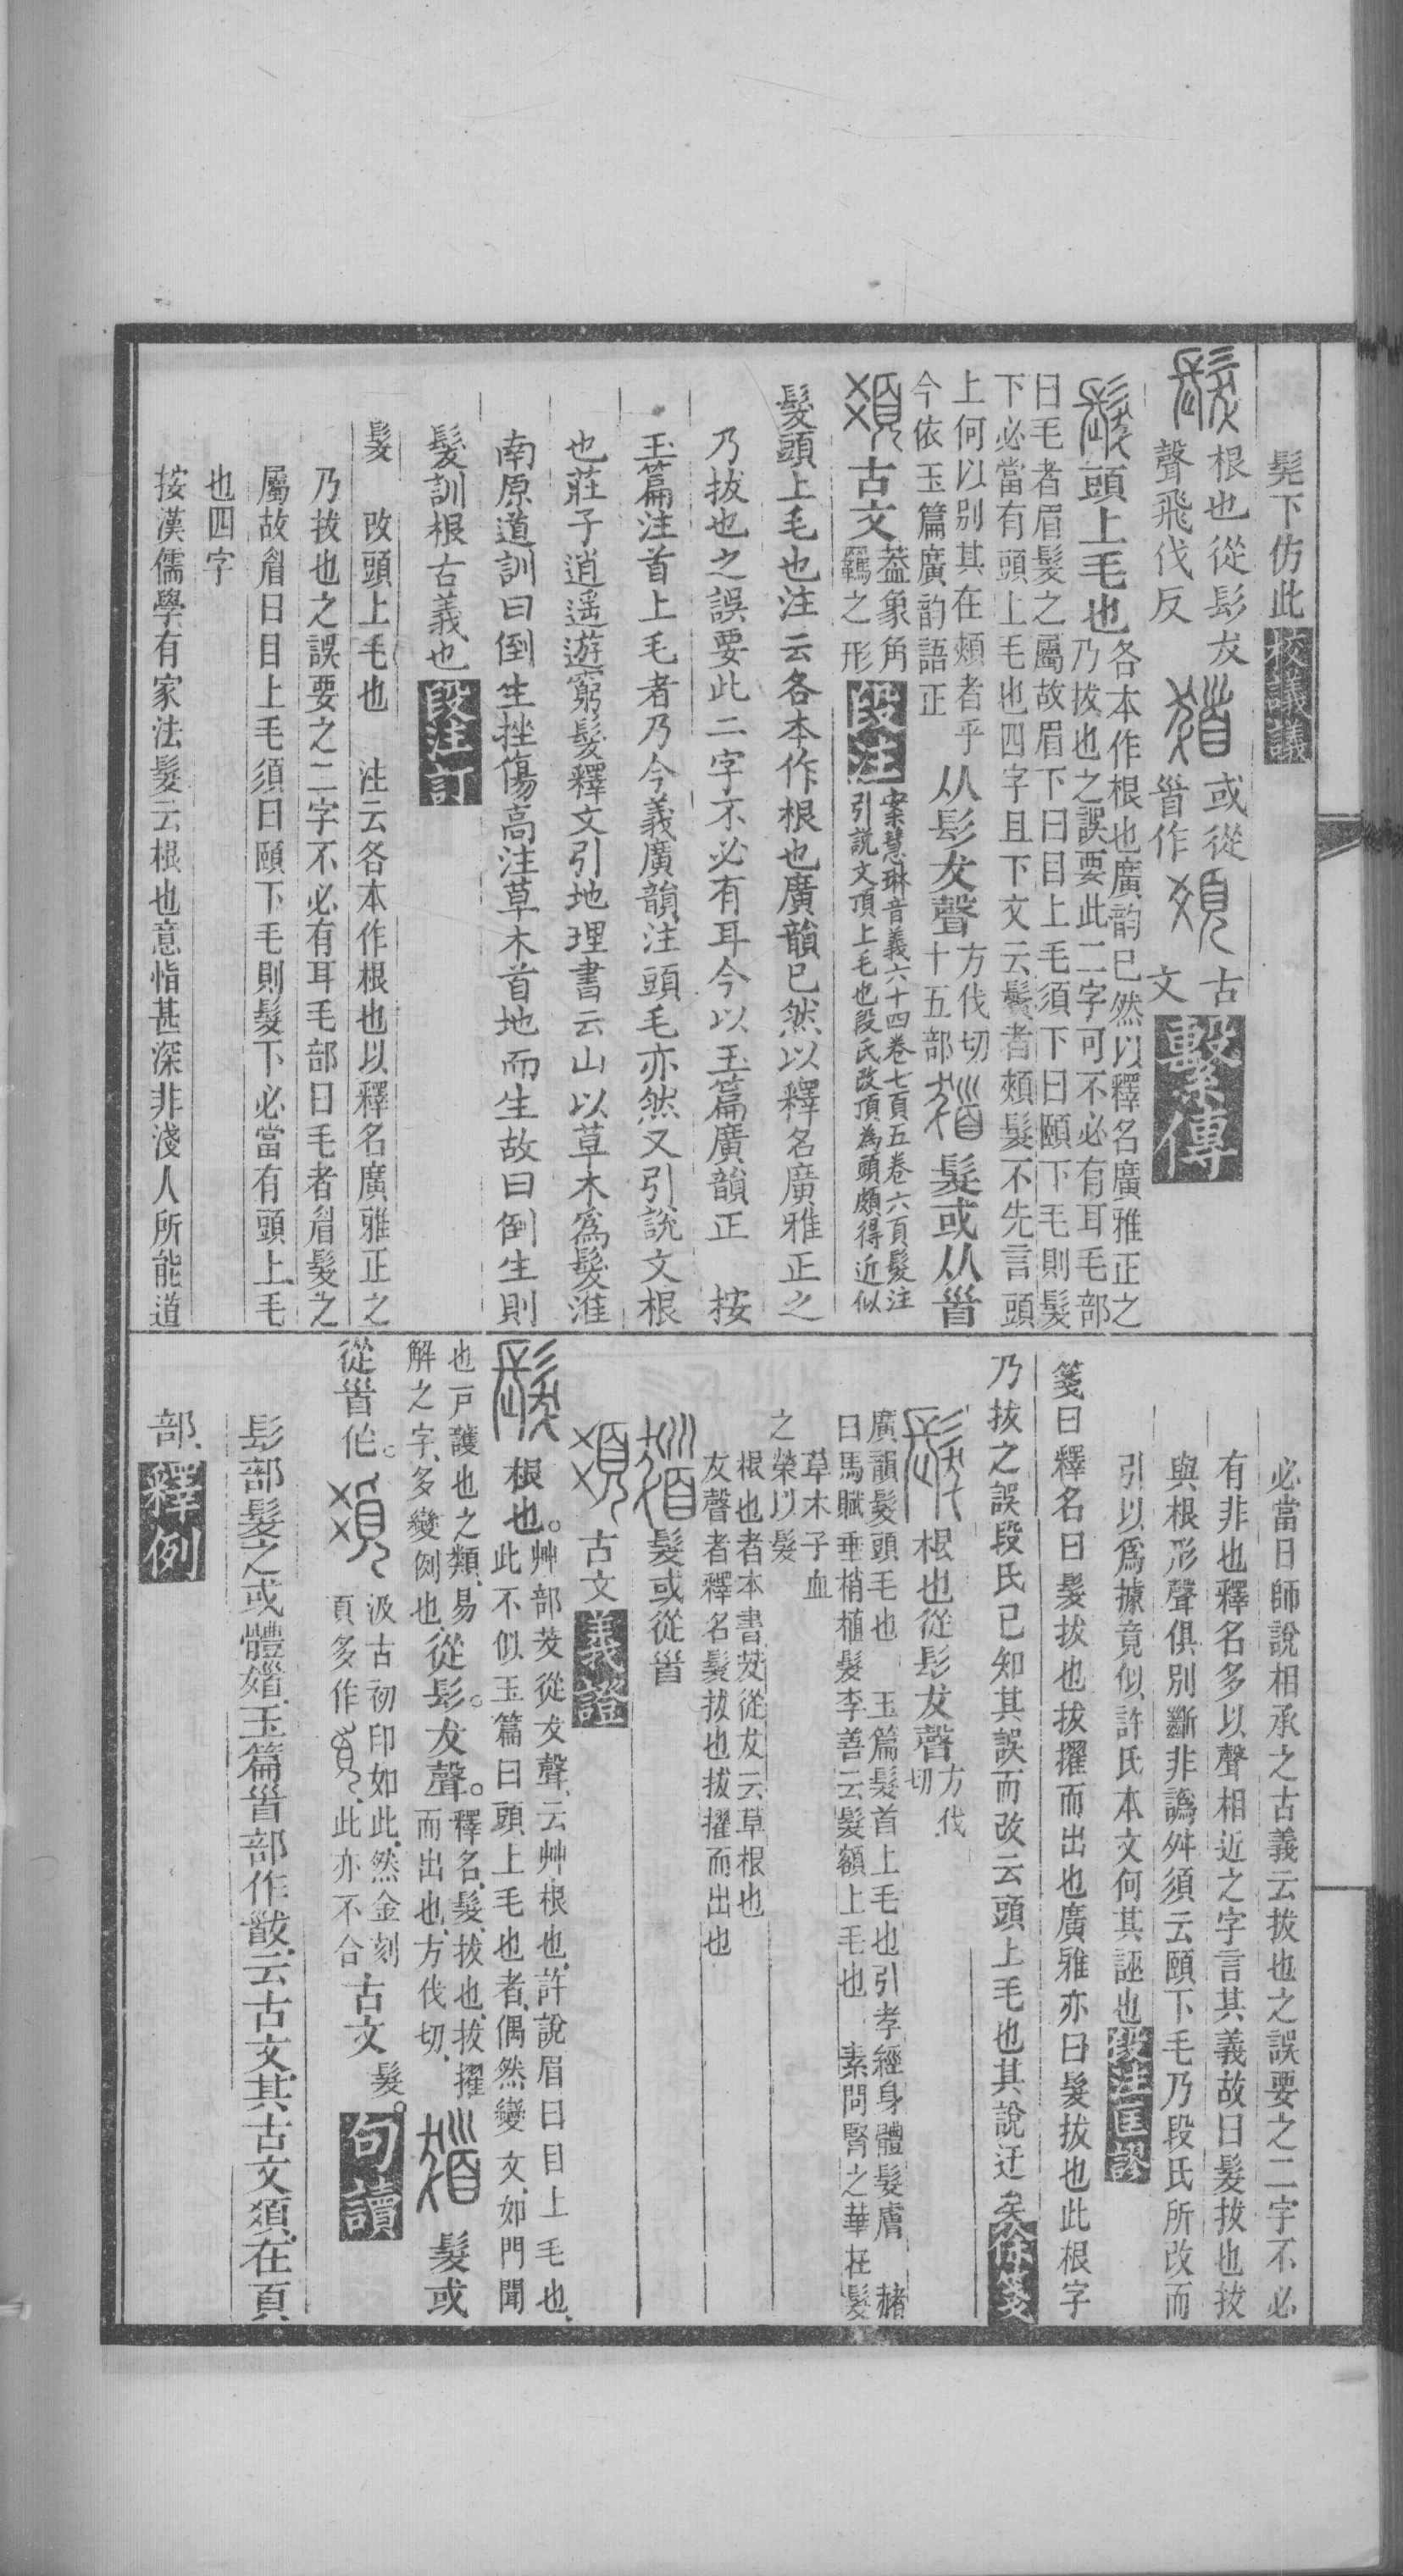 髡下仿此校議議
根也從髟犮
聲飛伐反
或從
𩠐作
古
文
繫傳
頭上毛也
各本作根也廣韵巳然以釋名廣雅正之
乃拔也之誤要此二字可不必有耳毛部
曰毛者眉髮之屬故眉下曰目上毛須下曰頤下毛則髮
下必當有頭上毛也四字且下文云鬢者頰髮不先言頭
上何以別其在頰者乎
今依玉篇廣韵語正
从髟犮聲
方伐切
十五部
髮或从𩠐
古文
葢象角
羈之形
段注
案慧琳音義六十四卷七頁五卷六頁髮注
引説文頂上毛也段氏改頂為頭頗得近似
髮頭上毛也注云各本作根也廣韻已然以釋名廣雅正之
乃拔也之誤要此二字不必有耳今以玉篇廣韻正 按
玉篇注首上毛者乃今義廣韻注頭毛亦然又引說文根
也莊子逍遥遊窮髮釋文引地理書云山以草木爲髮淮
南原道訓曰倒生挫傷高注草木首地而生故曰倒生則
髮訓根古義也段注訂
髮 改頭上毛也 注云各本作根也以釋名廣雅正之
乃拔也之誤要之二字不必有耳毛部曰毛者眉髮之
屬故眉曰目上毛須曰頤下毛則髮下必當有頭上毛
也四字
按漢儒學有家法髮云根也意恉甚深非淺人所能道
必當日師說相承之古義云拔也之誤要之二字不必
有非也釋名多以聲相近之字言其義故曰髮拔也拔
與根形聲俱別斷非譌舛須云頤下毛乃段氏所改而
引以爲據竟似許氏本文何其誣也段注匡謬
箋曰釋名曰髮拔也拔擢而出也廣雅亦曰髮拔也此根字
乃拔之誤段氏已知其誤而改云頭上毛也其說迂矣徐箋
根也從髟犮聲
方伐
切
廣韻髮頭毛也 玉篇髮首上毛也引孝經身體髮膚 赭
白馬賦垂梢植髮李善云髮額上毛也 素問腎之華在髮
草木子血
之榮以髮
根也者本書茇從犮云草根也
犮聲者釋名髮拔也拔擢而出也
髮或從𩠐
古文義證
根也。
艸部茇從犮聲、云艸根也、許說眉曰目上毛也、
此不似玉篇曰頭上毛也者、偶然變文、如門聞
也戶護也之類、易
解之字、多變例也、
從髟。犮聲。
釋名、髮、拔也、拔擢
而出也、方伐切、
髮或
從𩠐作。
汲古初印如此、然金刻
頁多作、此亦不合
古文
髮。
句讀
髟部髮之或體、玉篇𩠐部作、云古文、其古文、在頁
部、釋例